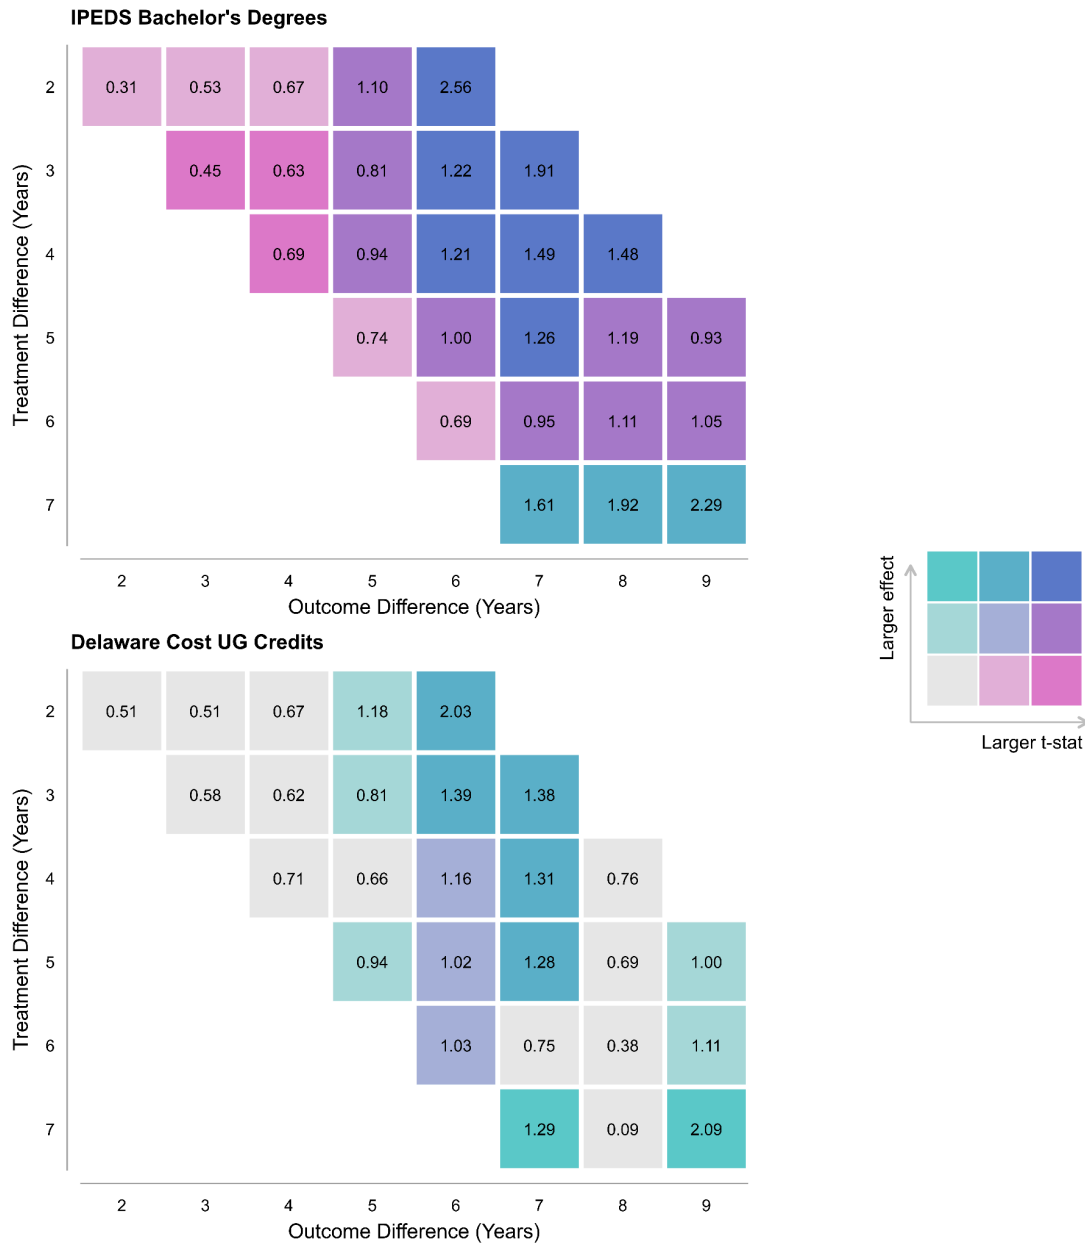 IPEDS Bachelor's Degrees
2 0.31 0.53 0.67 1.10 2.56
3 0.45 0.63 0.81 1.22 1.91
4 0.69 0.94 1.21 1.49 1.48
5 0.74 1.00 1.26 1.19 0.93
6 0.69 0.95 1.11 1.05
7 1.61 1.92 2.29
Treatment Difference (Years)
2 3 4 5 6 7 8 9
Outcome Difference (Years)
Larger effect
Larger t-stat
Delaware Cost UG Credits
2 0.51 0.51 0.67 1.18 2.03
3 0.58 0.62 0.81 1.39 1.38
4 0.71 0.66 1.16 1.31 0.76
5 0.94 1.02 1.28 0.69 1.00
6 1.03 0.75 0.38 1.11
7 1.29 0.09 2.09
Treatment Difference (Years)
2 3 4 5 6 7 8 9
Outcome Difference (Years)